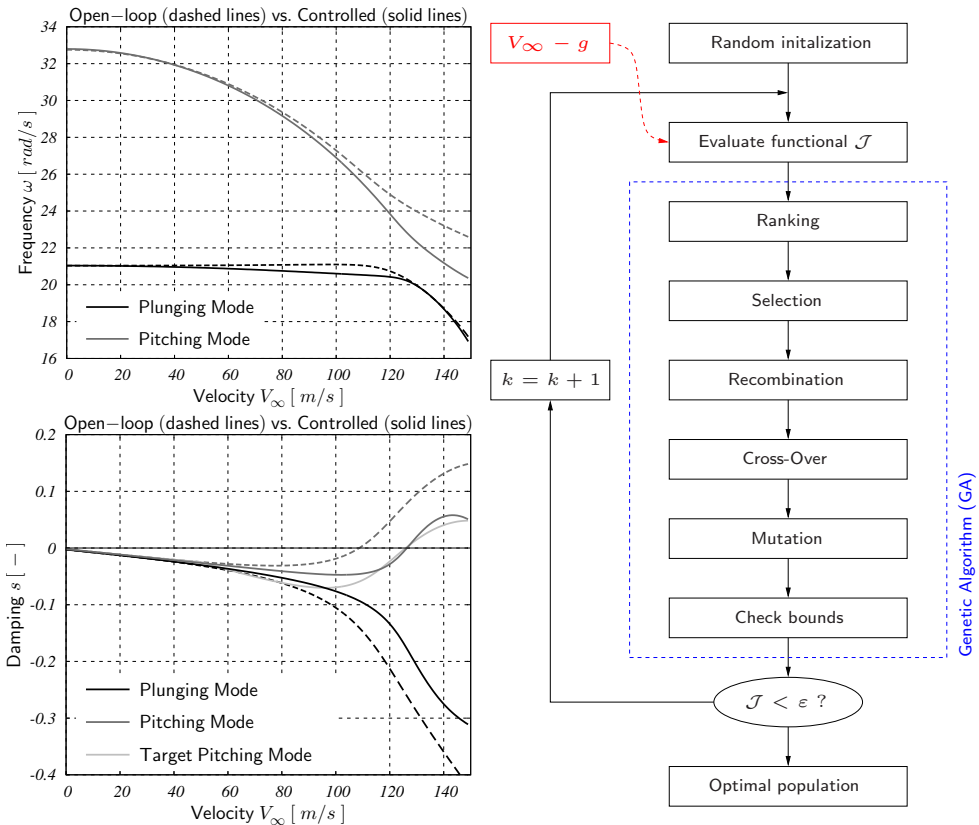 Open−loop (dashed lines) vs. Controlled (solid lines)
34
32
30
28
26
24
22
20
18
16
Frequency ω [ rad/s ]
Plunging Mode
Pitching Mode
0 20 40 60 80 100 120 140
Velocity V∞ [ m/s ]
Open−loop (dashed lines) vs. Controlled (solid lines)
0.2
0.1
0
-0.1
-0.2
-0.3
-0.4
Damping s [ − ]
Plunging Mode
Pitching Mode
Target Pitching Mode
0 20 40 60 80 100 120 140
Velocity V∞ [ m/s ]
V∞ − g
Random initalization
Evaluate functional 𝒥
Ranking
Selection
Recombination
k = k + 1
Cross-Over
Mutation
Check bounds
Genetic Algorithm (GA)
𝒥 < ε ?
Optimal population